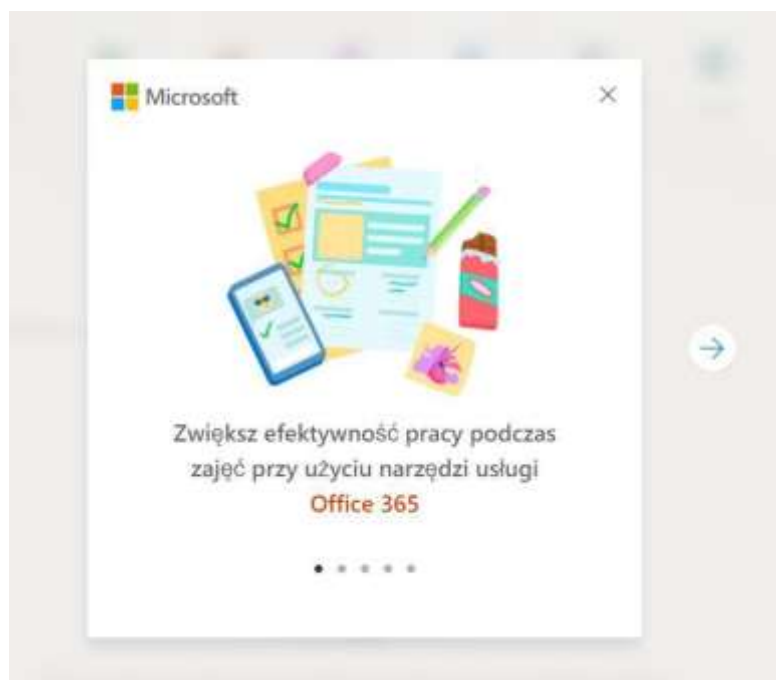 Microsoft
Zwiększ efektywność pracy podczas
zajęć przy użyciu narzędzi usługi
Office 365